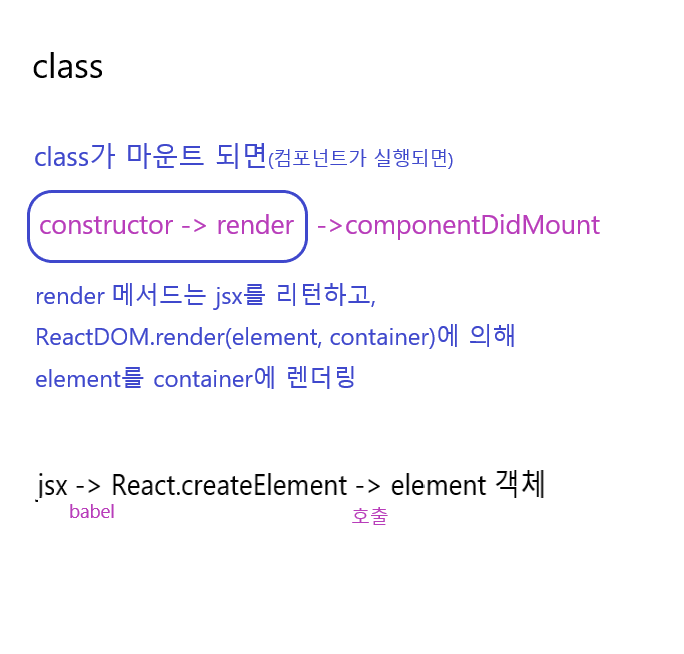 class
class가 마운트 되면(컴포넌트가 실행되면)
constructor -> render ->componentDidMount
render 메서드는 jsx를 리턴하고,
ReactDOM.render(element, container)에 의해
element를 container에 렌더링
jsx -> React.createElement -> element 객체
babel 호출